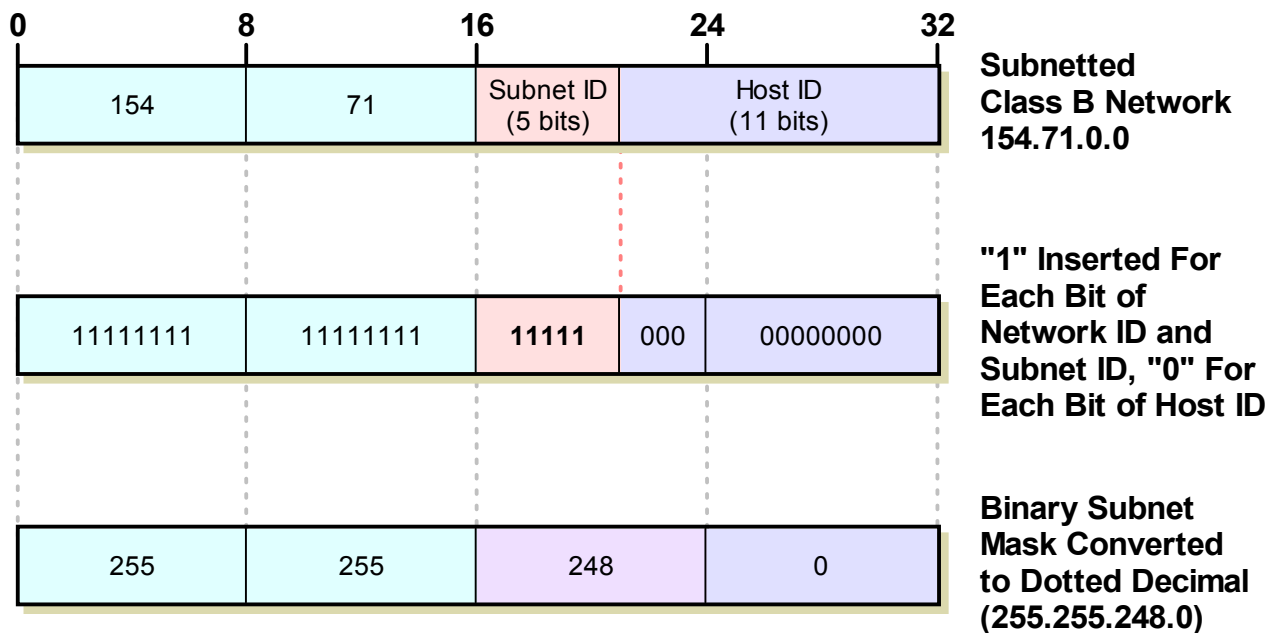 0 8 16 24 32
154 71 Subnet ID
(5 bits) Host ID
(11 bits)
Subnetted
Class B Network
154.71.0.0
11111111 11111111 11111 000 00000000
"1" Inserted For
Each Bit of
Network ID and
Subnet ID, "0" For
Each Bit of Host ID
255 255 248 0
Binary Subnet
Mask Converted
to Dotted Decimal
(255.255.248.0)